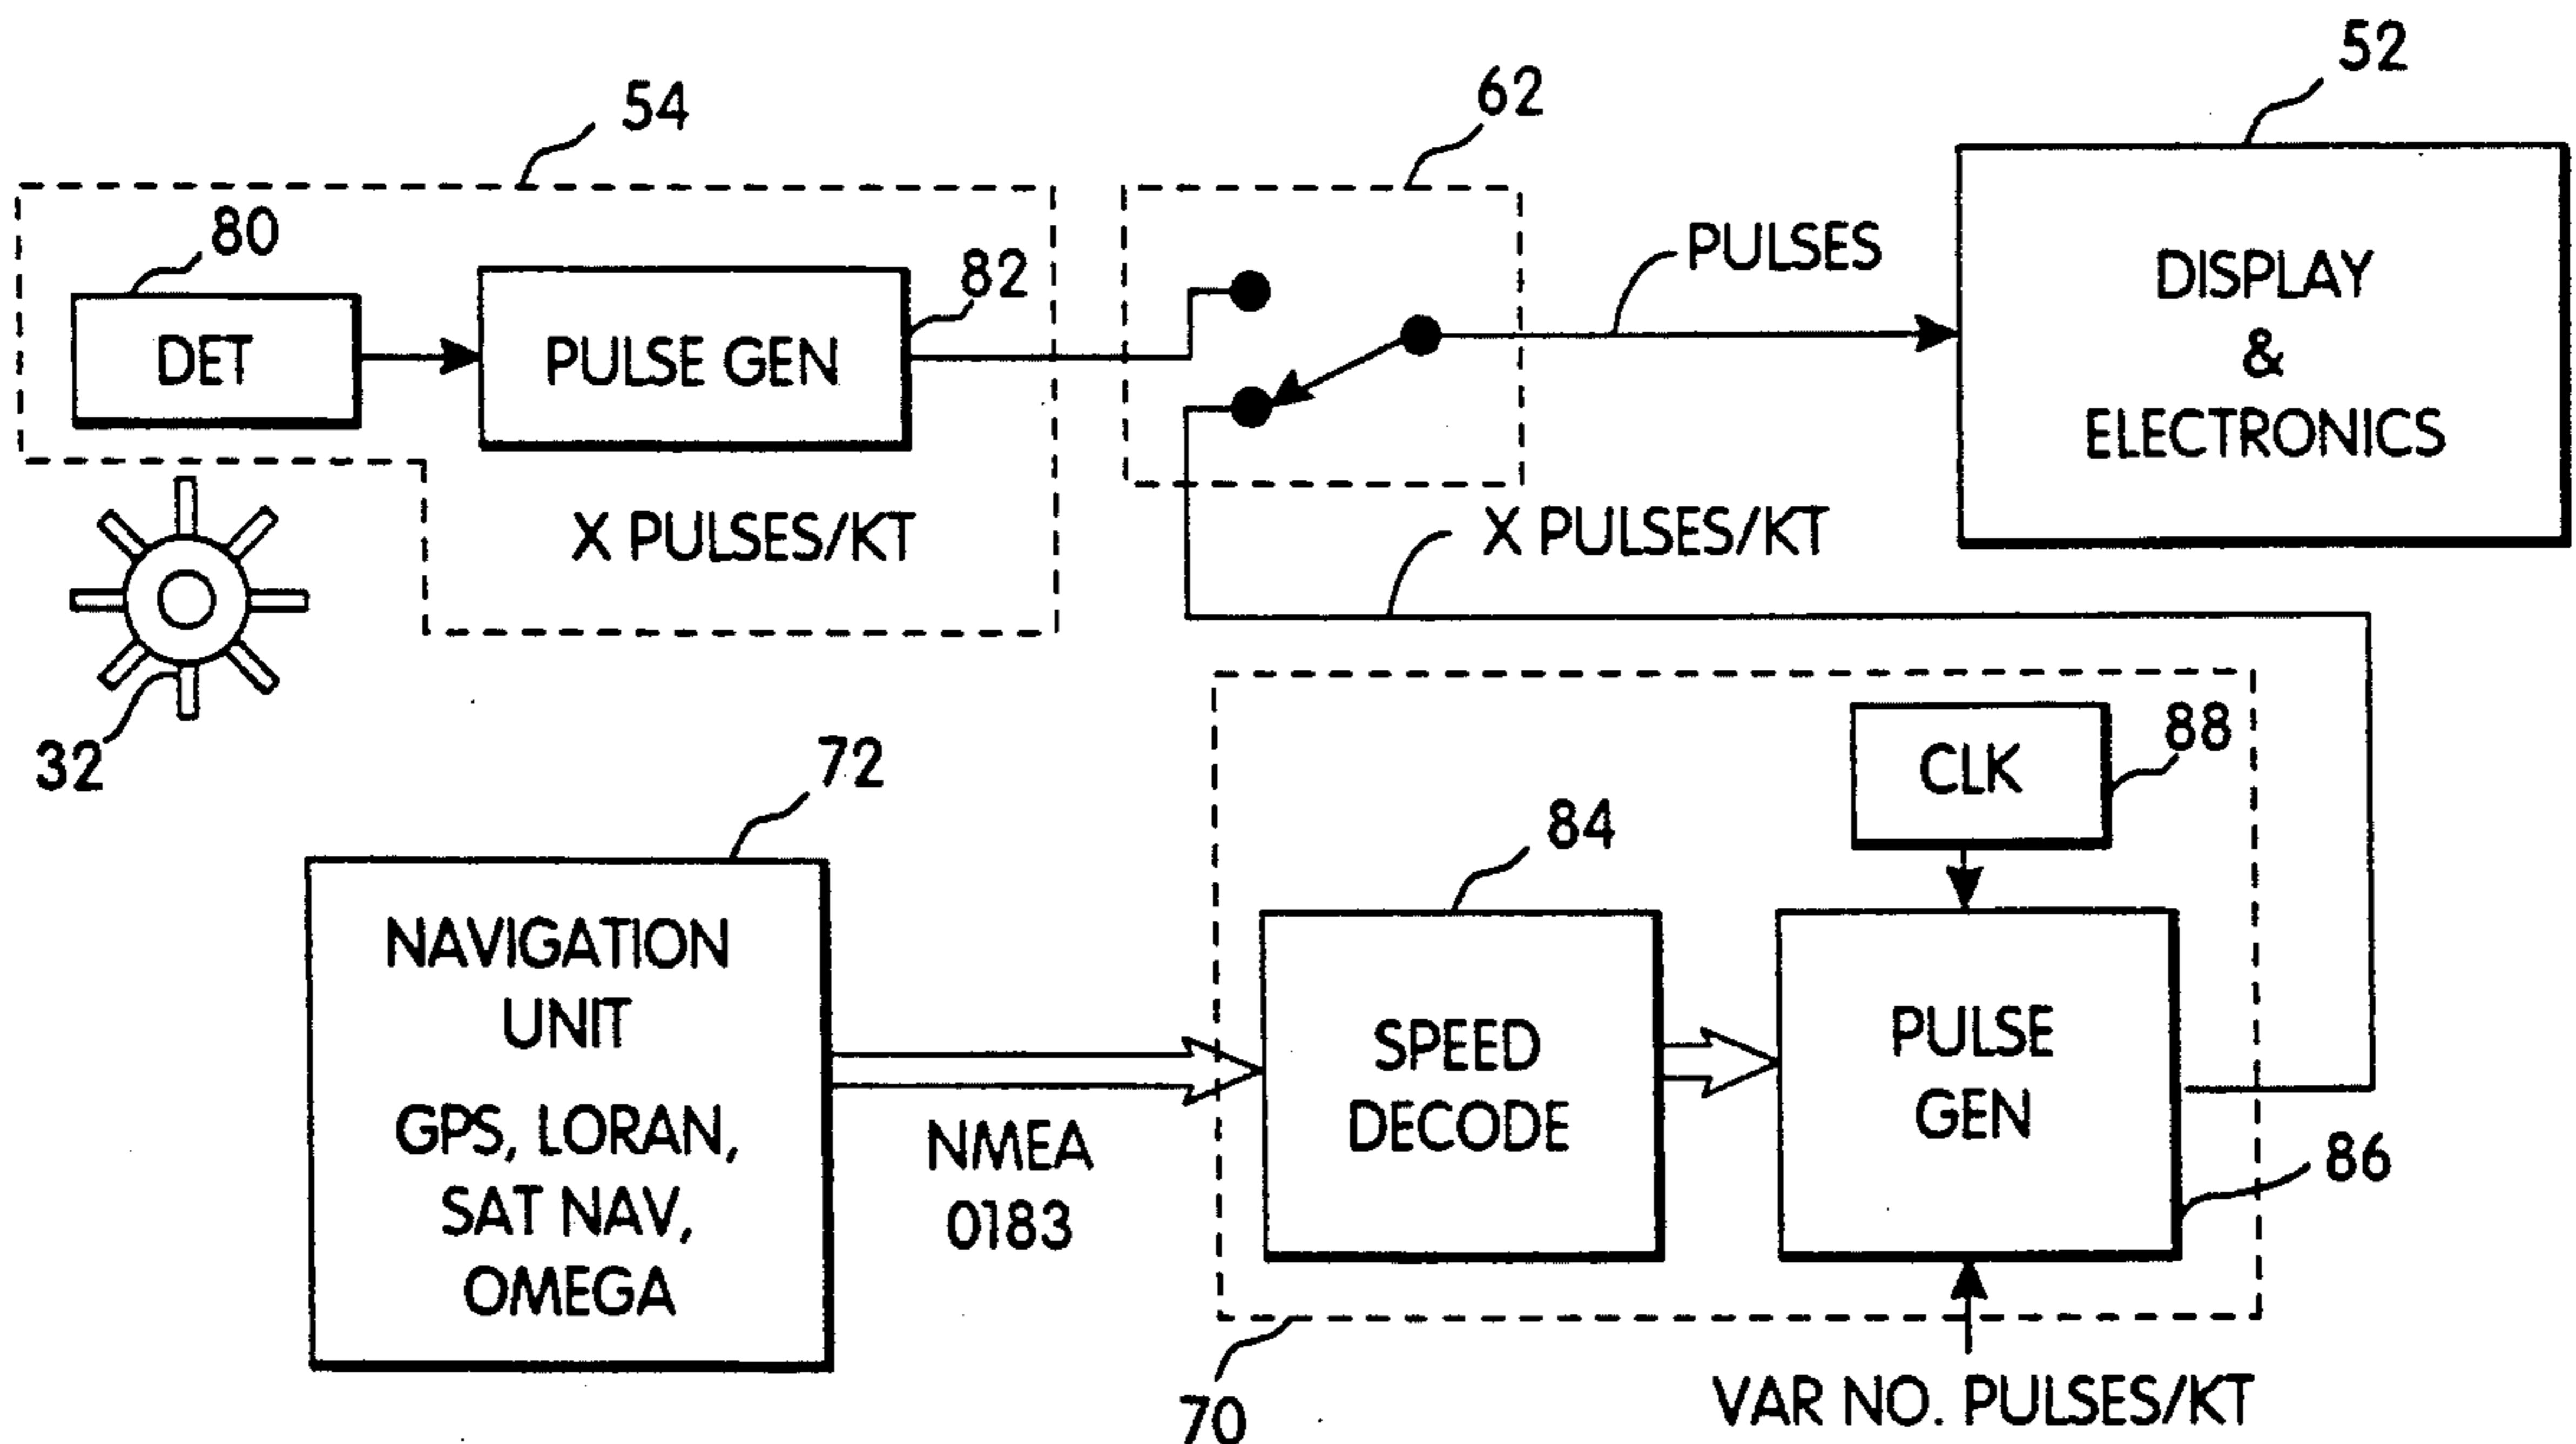 52
54
62
80
82
PULSES
DET
PULSE GEN
DISPLAY
&
ELECTRONICS
X PULSES/KT
X PULSES/KT
32
72
88
CLK
84
NAVIGATION
UNIT
GPS, LORAN,
SAT NAV,
OMEGA
NMEA
0183
SPEED
DECODE
PULSE
GEN
86
70
VAR NO. PULSES/KT